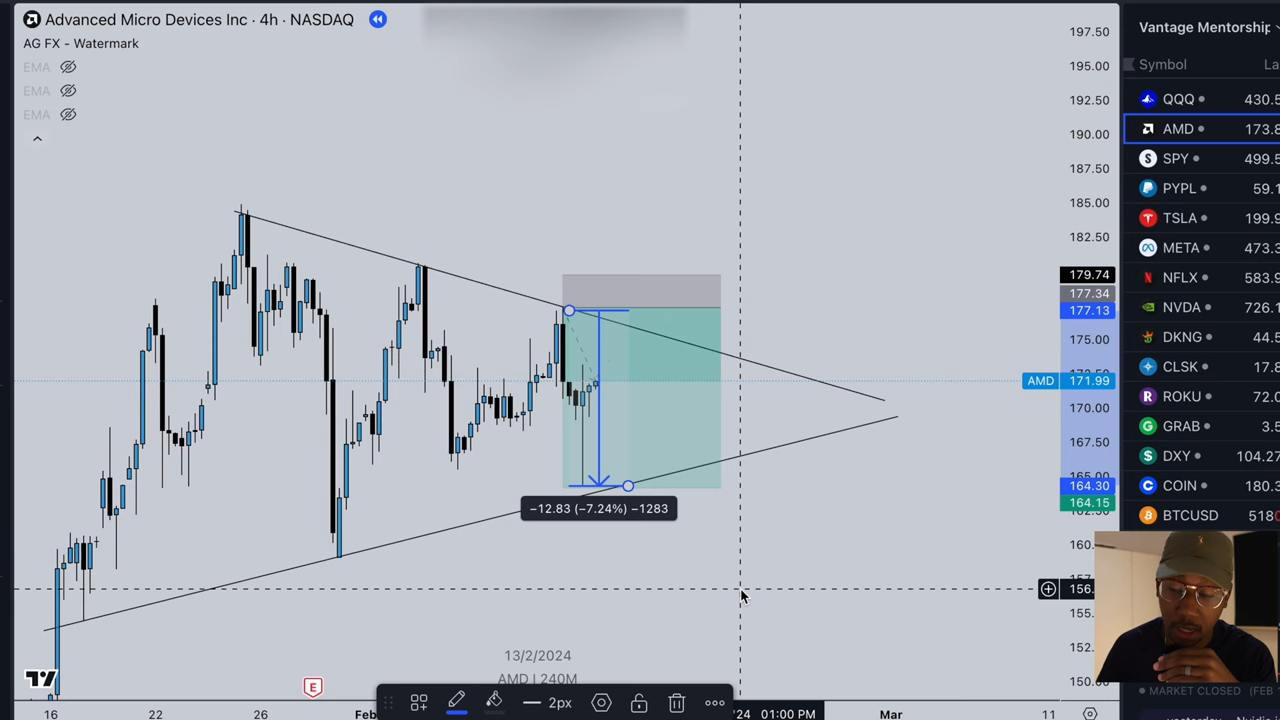 Advanced Micro Devices Inc · 4h · NASDAQ
AG FX - Watermark
EMA
EMA
EMA
197.50
195.00
192.50
190.00
187.50
185.00
182.50
179.74
177.34
177.13
175.00
AMD 171.99
170.00
167.50
164.30
164.15
−12.83 (−7.24%) −1283
160.
156.
155.
152.
150.
13/2/2024
AMD | 240M
E
2px
16 22 26 Feb '24 01:00 PM Mar 11
Vantage Mentorship
Symbol La
QQQ 430.5
AMD 173.8
SPY 499.5
PYPL 59.1
TSLA 199.9
META 473.3
NFLX 583.9
NVDA 726.1
DKNG 44.5
CLSK 17.8
ROKU 72.0
GRAB 3.5
DXY 104.27
COIN 180.3
BTCUSD 5180
MARKET CLOSED (FEB
yesterday